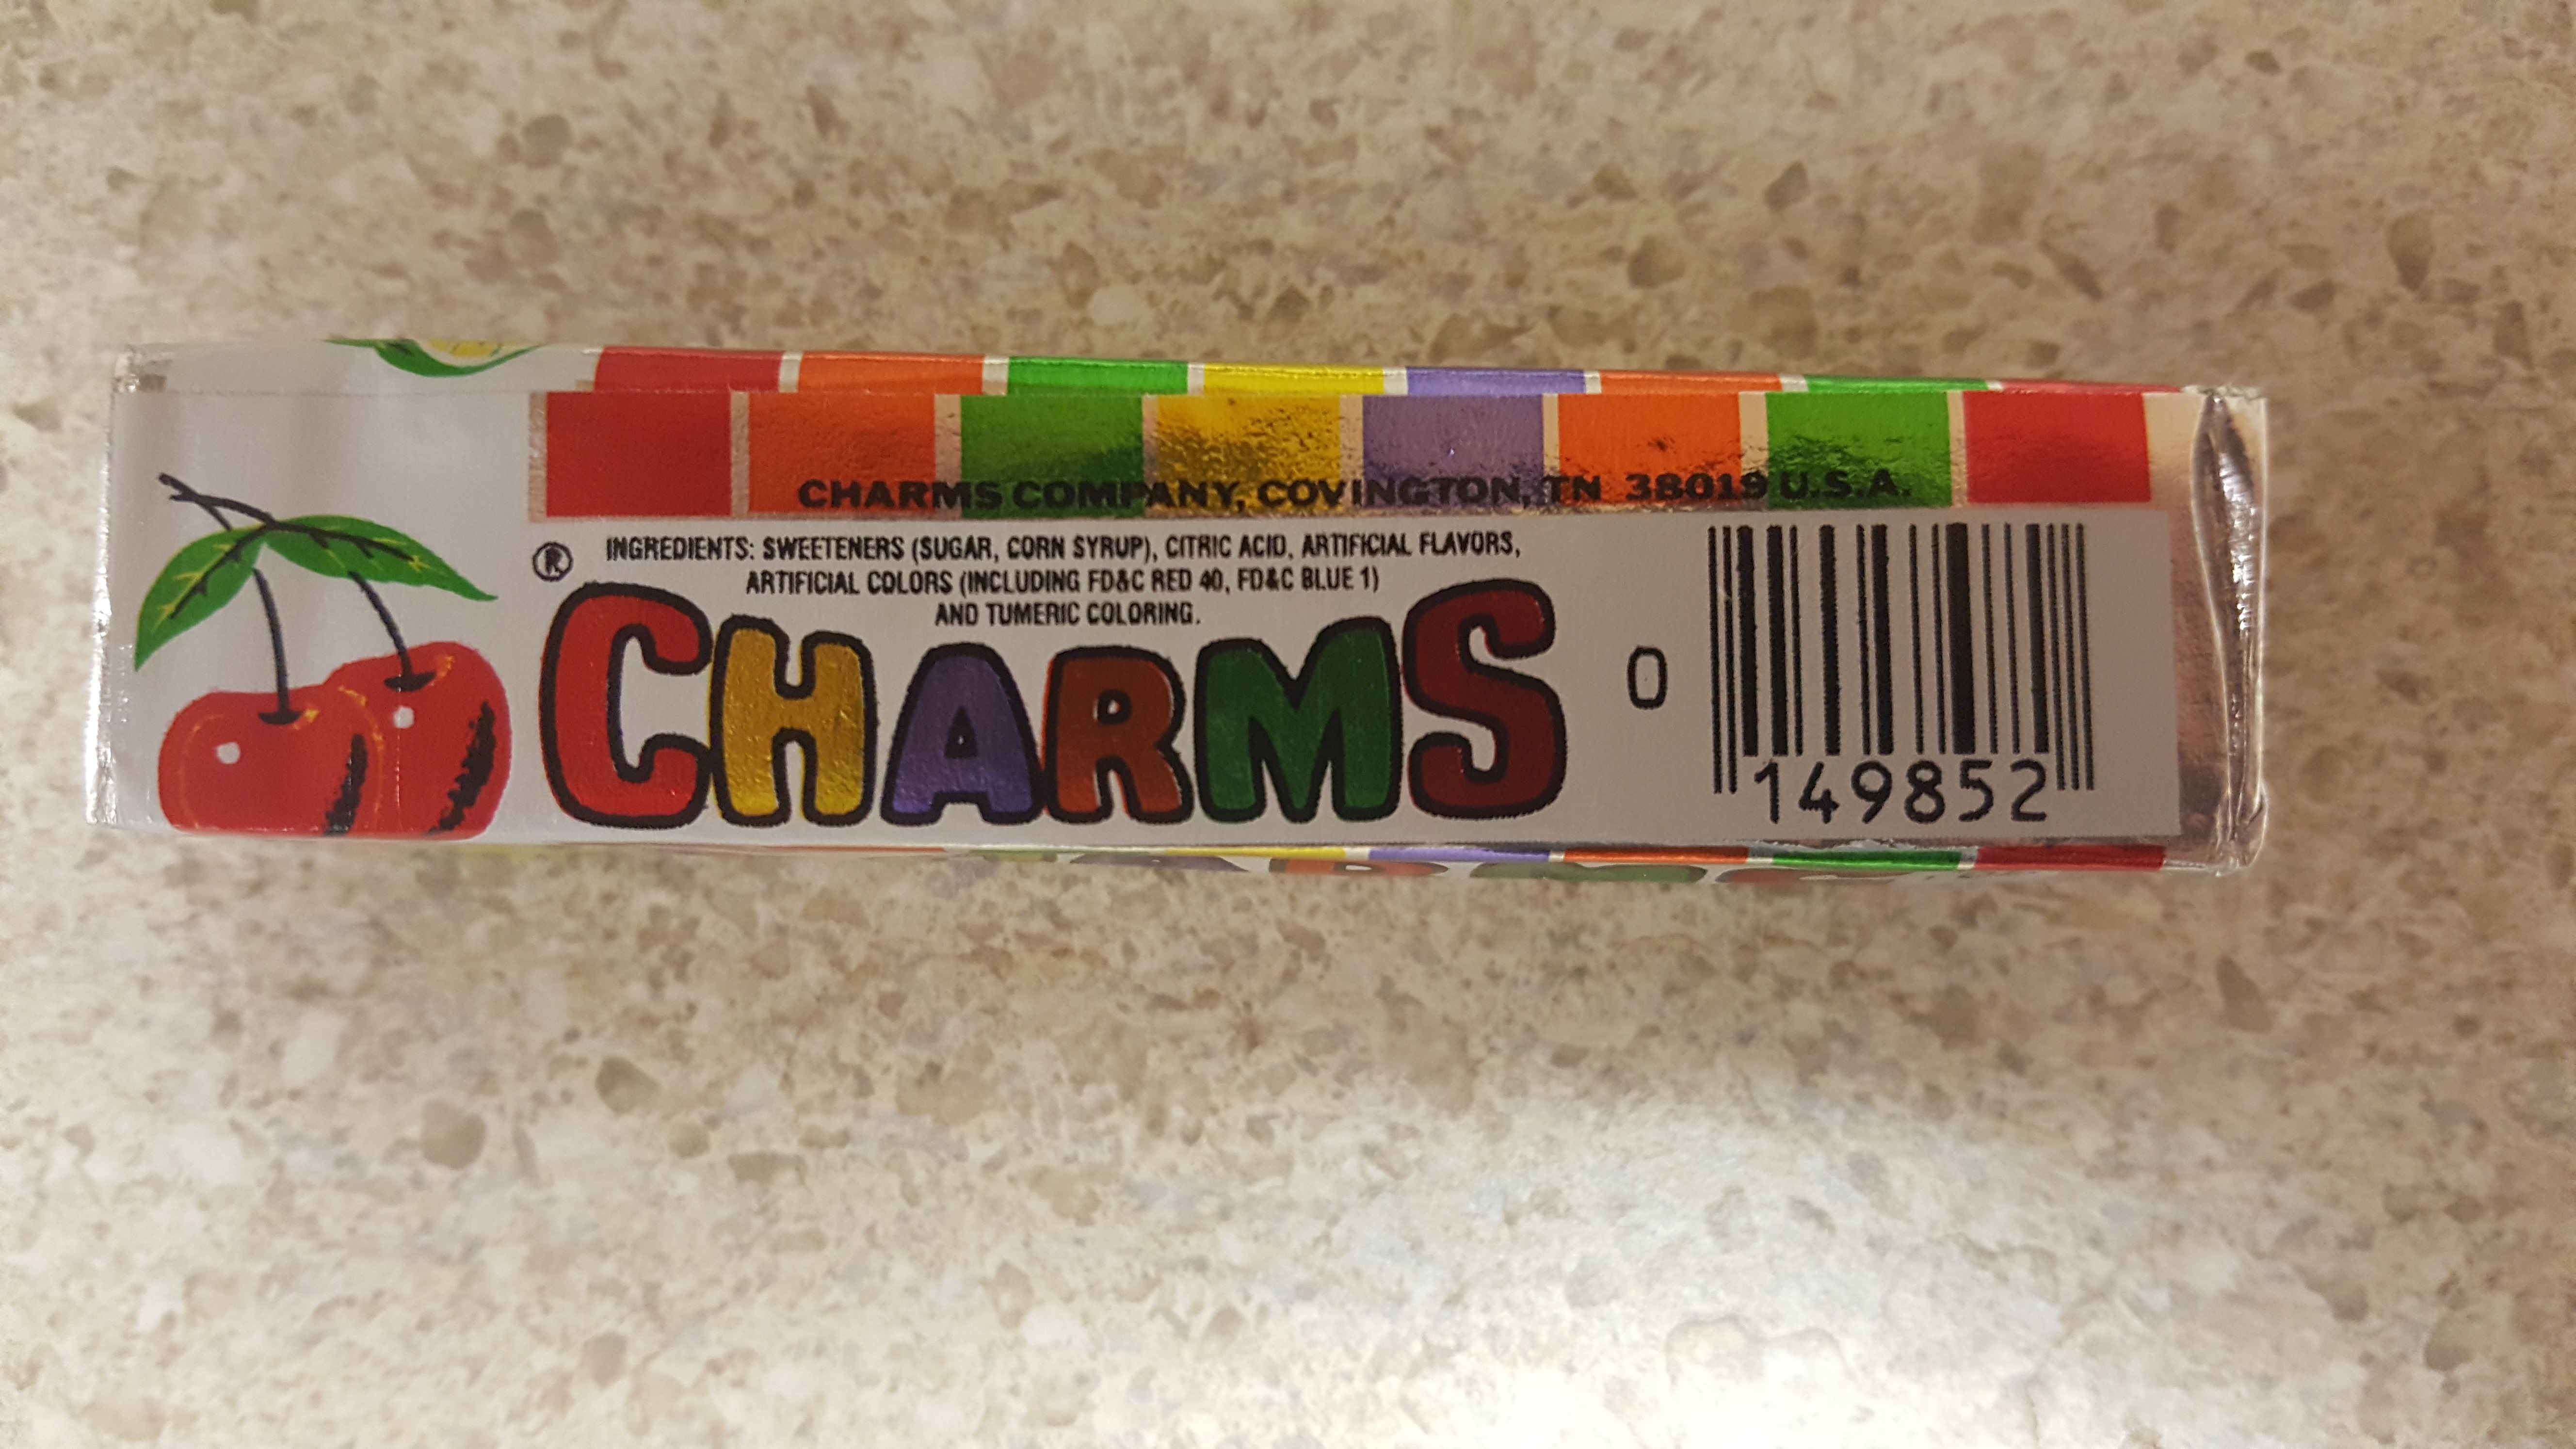 CHARMS COMPANY, COVINGTON, TN 38019 U.S.A.
INGREDIENTS: SWEETENERS (SUGAR, CORN SYRUP), CITRIC ACID, ARTIFICIAL FLAVORS,
ARTIFICIAL COLORS (INCLUDING FD&C RED 40, FD&C BLUE 1)
AND TUMERIC COLORING.
®
CHARMS
0
149852